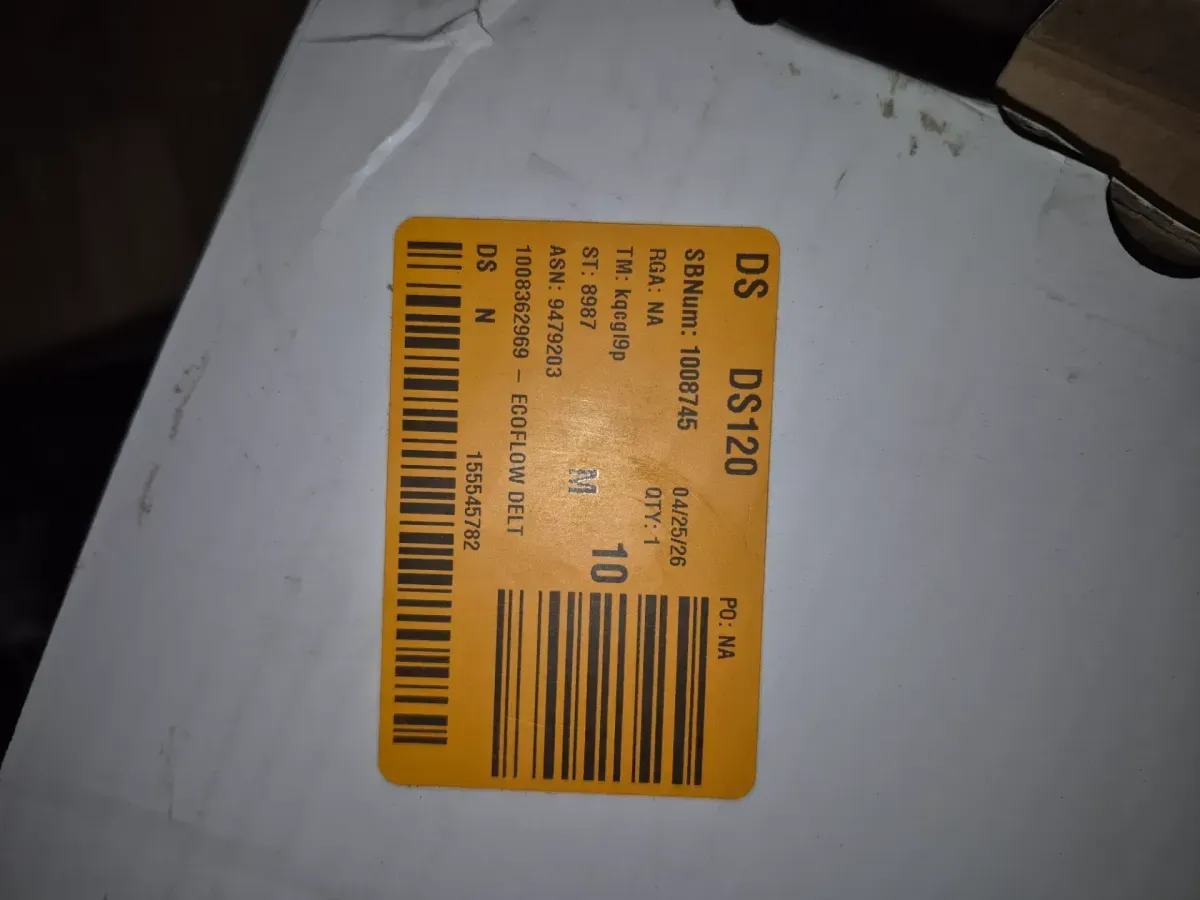 DS DS120 PO: NA
SBNum: 1008745 04/25/26
RGA: NA QTY: 1
TM: kqcgl9p
ST: 8987 M 10
ASN: 9479203
1008362969 - ECOFLOW DELT
DS N 155545782